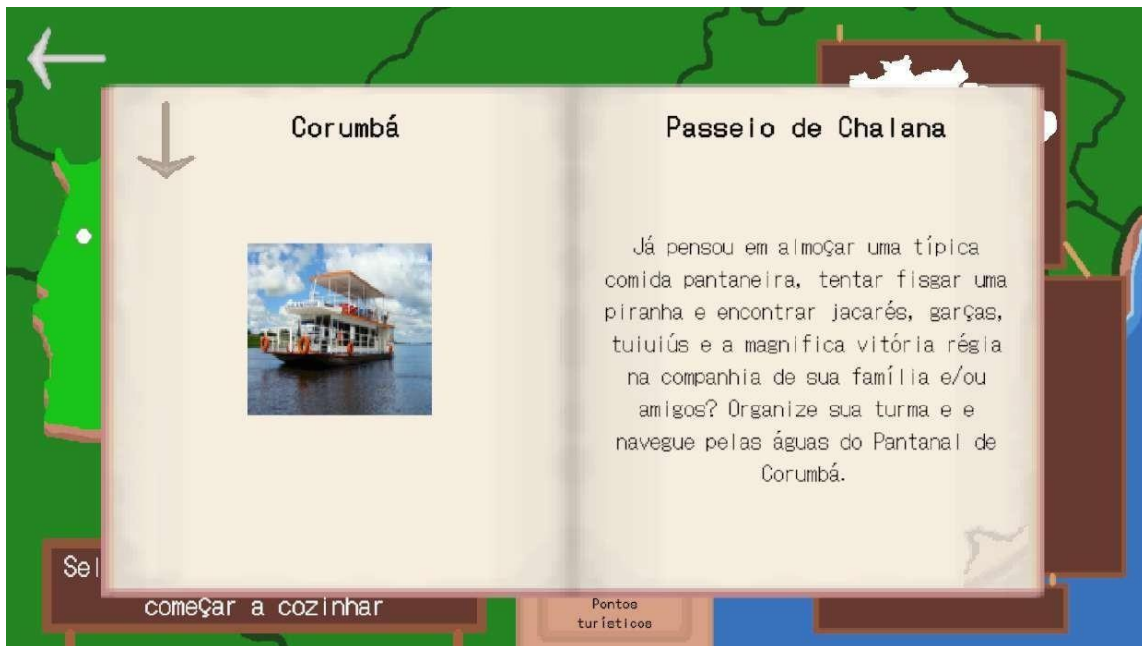 Corumbá
Passeio de Chalana
Já pensou em almoçar uma típica
comida pantaneira, tentar fisgar uma
piranha e encontrar jacarés, garças,
tuiuiús e a magnifica vitória régia
na companhia de sua família e/ou
amigos? Organize sua turma e e
navegue pelas águas do Pantanal de
Corumbá.
Sel
começar a cozinhar
Pontos
turísticos